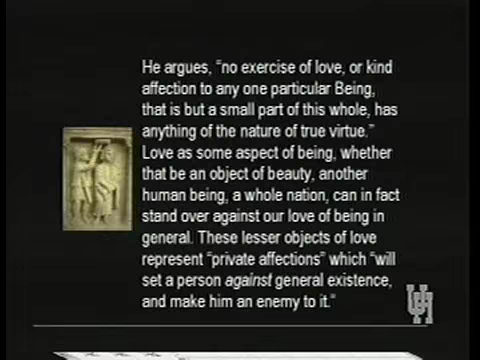 He argues, “no exercise of love, or kind
affection to any one particular Being,
that is but a small part of this whole, has
anything of the nature of true virtue.”
Love as some aspect of being, whether
that be an object of beauty, another
human being, a whole nation, can in fact
stand over against our love of being in
general. These lesser objects of love
represent “private affections” which “will
set a person against general existence,
and make him an enemy to it.”
UH